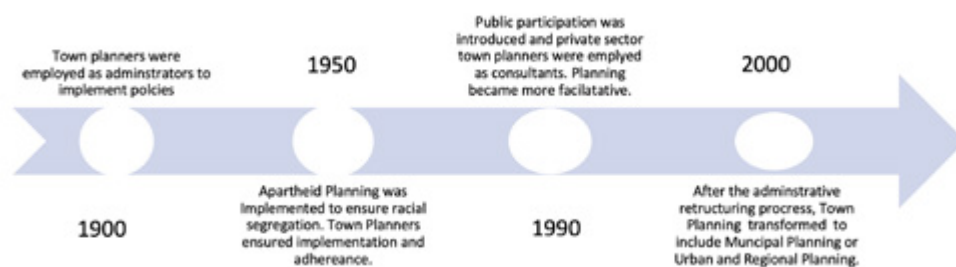 Town planners were
employed as adminstrators to
implement polcies
1900
1950
Apartheid Planning was
Implemented to ensure racial
segregation. Town Planners
ensured implementation and
adhereance.
Public participation was
introduced and private sector
town planners were emplyed
as consultants. Planning
became more facilatative.
1990
2000
After the adminstrative
retructuring procress, Town
Planning transformed to
include Muncipal Planning or
Urban and Regional Planning.